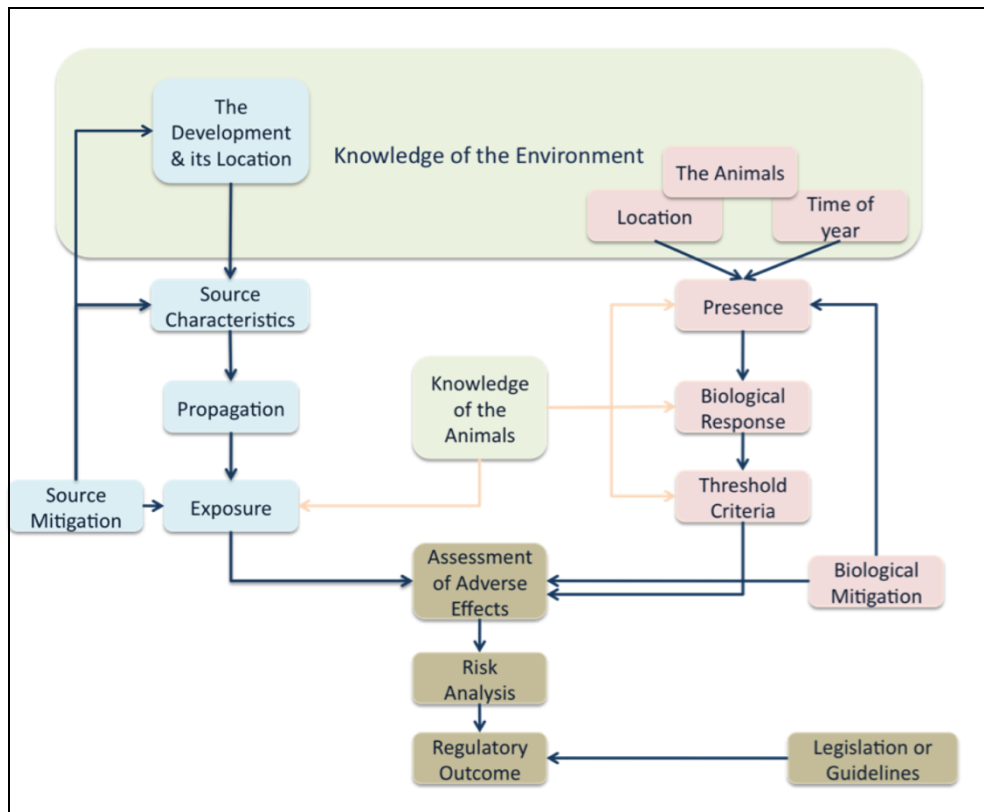 The
Development
& its Location
Knowledge of the Environment
The Animals
Location
Time of
year
Source
Characteristics
Presence
Knowledge
of the
Animals
Propagation
Biological
Response
Source
Mitigation
Exposure
Threshold
Criteria
Assessment
of Adverse
Effects
Biological
Mitigation
Risk
Analysis
Regulatory
Outcome
Legislation or
Guidelines